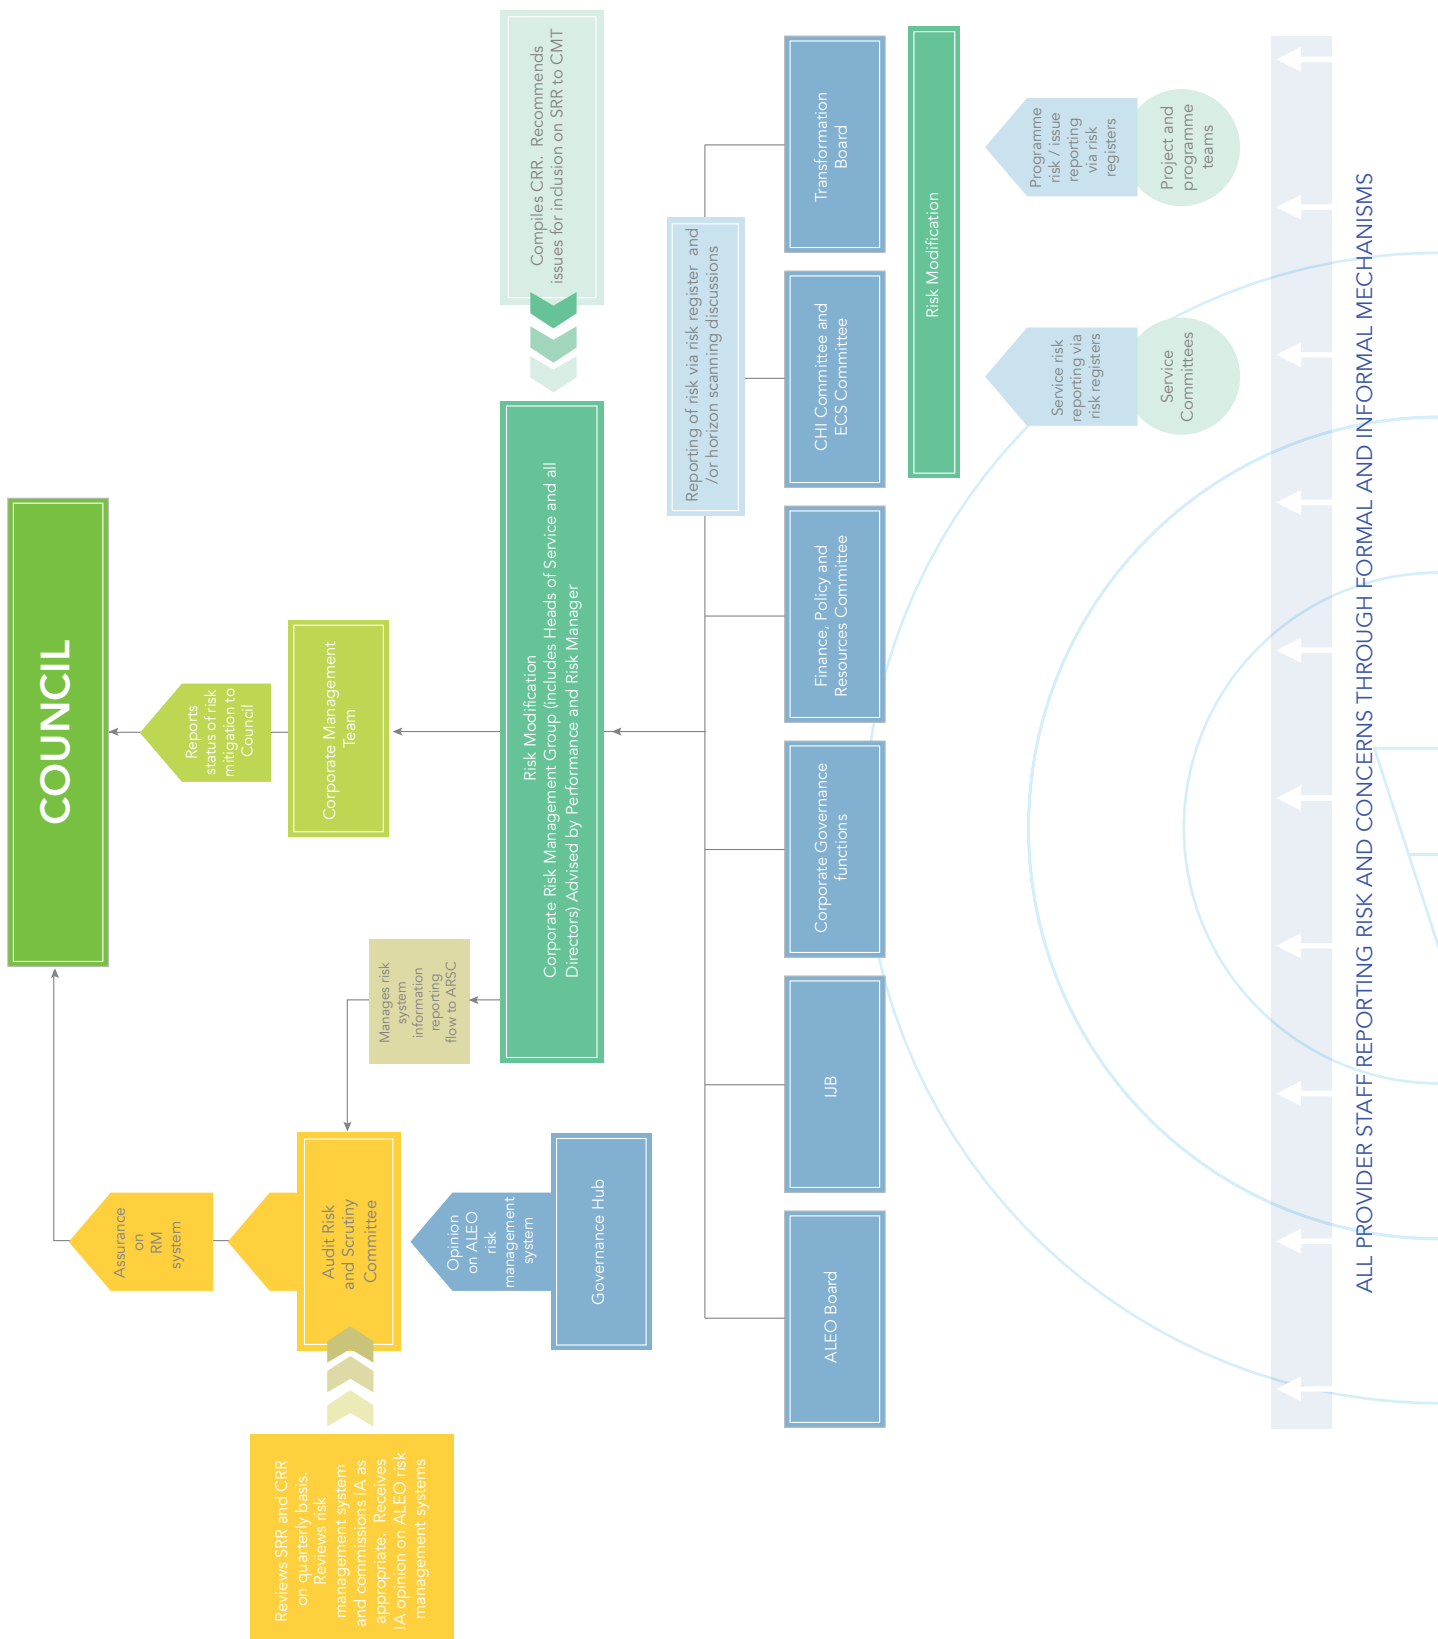 COUNCIL
Assurance
on
RM
system
Reports
status of risk
mitigation to
Council
Reviews SRR and CRR
on quarterly basis.
Reviews risk
management system
and commissions IA as
appropriate. Receives
IA opinion on ALEO risk
management systems
Audit Risk
and Scrutiny
Committee
Manages risk
system
information
reporting
flow to ARSC
Corporate Management
Team
Opinion
on ALEO
risk
management
system
Governance Hub
Risk Modification
Corporate Risk Management Group (includes Heads of Service and all
Directors) Advised by Performance and Risk Manager
Compiles CRR. Recommends
issues for inclusion on SRR to CMT
Reporting of risk via risk register and
/or horizon scanning discussions
ALEO Board
IJB
Corporate Governance
functions
Finance, Policy and
Resources Committee
CHI Committee and
ECS Committee
Transformation
Board
Risk Modification
Service risk
reporting via
risk registers
Service
Committees
Programme
risk / issue
reporting
via risk
registers
Project and
programme
teams
ALL PROVIDER STAFF REPORTING RISK AND CONCERNS THROUGH FORMAL AND INFORMAL MECHANISMS